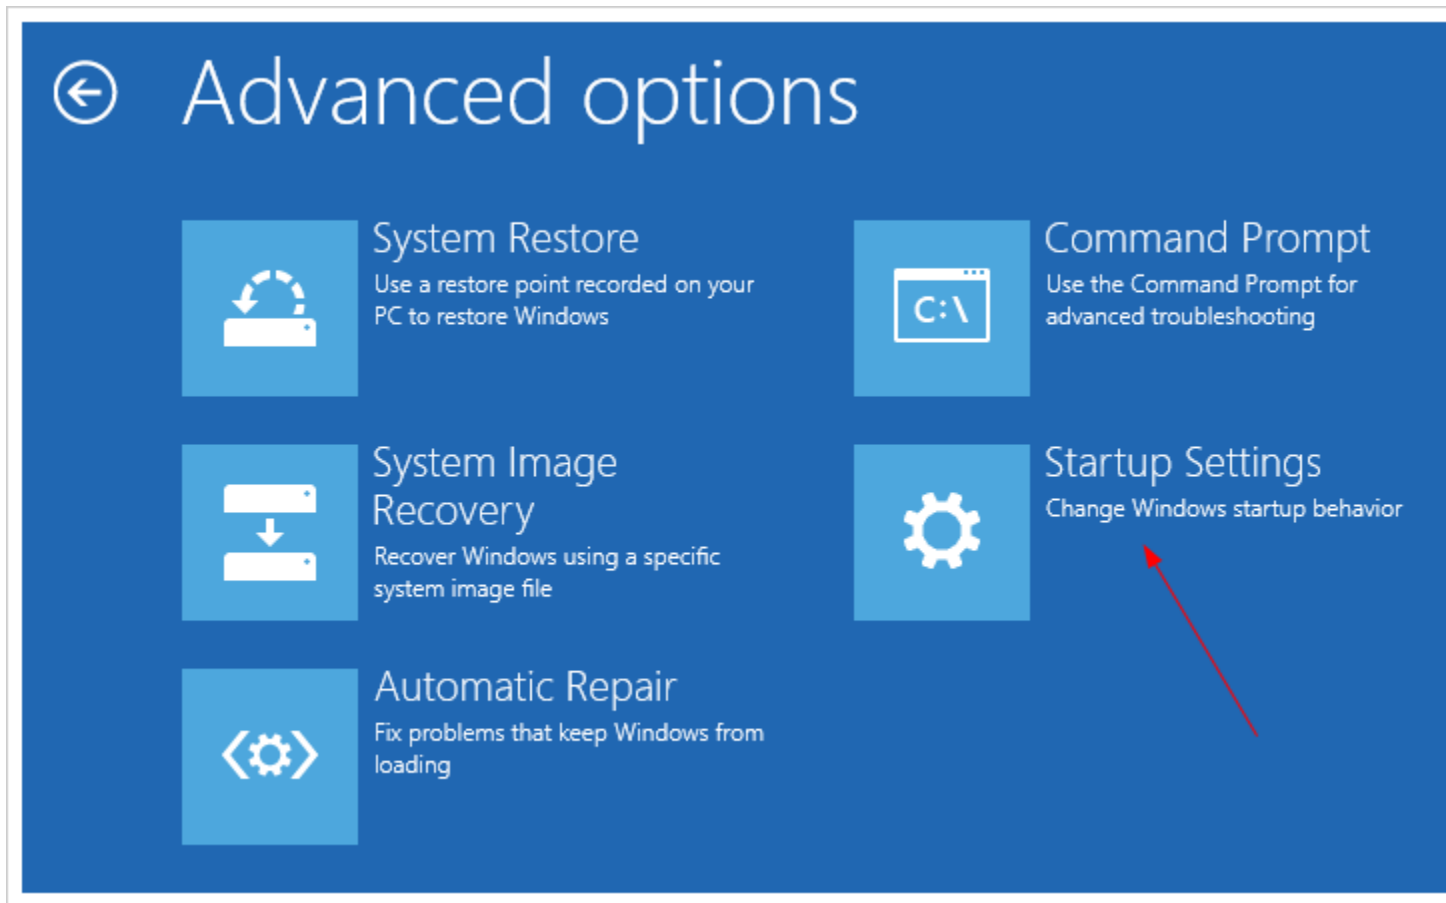 Advanced options
System Restore
Use a restore point recorded on your
PC to restore Windows
Command Prompt
Use the Command Prompt for
advanced troubleshooting
C:\
System Image
Recovery
Recover Windows using a specific
system image file
Startup Settings
Change Windows startup behavior
Automatic Repair
Fix problems that keep Windows from
loading